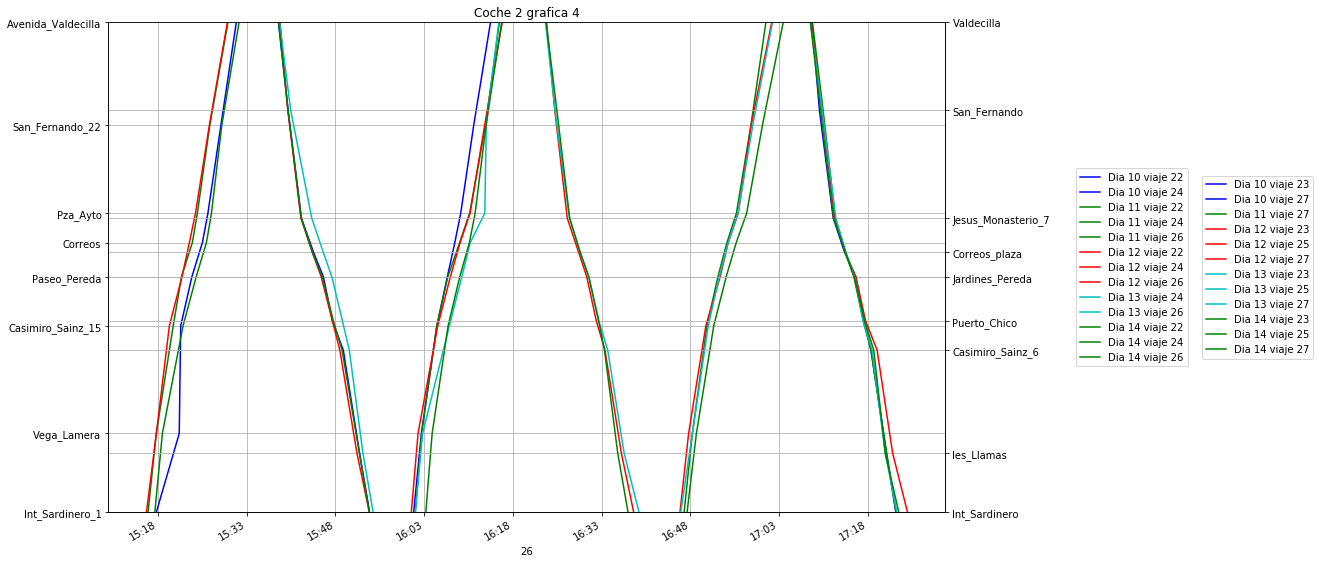 Coche 2 grafica 4
Avenida_Valdecilla
San_Fernando_22
Pza_Ayto
Correos
Paseo_Pereda
Casimiro_Sainz_15
Vega_Lamera
Int_Sardinero_1
Valdecilla
San_Fernando
Jesus_Monasterio_7
Correos_plaza
Jardines_Pereda
Puerto_Chico
Casimiro_Sainz_6
Ies_Llamas
Int_Sardinero
15:18
15:33
15:48
16:03
16:18
16:33
16:48
17:03
17:18
26
Dia 10 viaje 22
Dia 10 viaje 24
Dia 11 viaje 22
Dia 11 viaje 24
Dia 11 viaje 26
Dia 12 viaje 22
Dia 12 viaje 24
Dia 12 viaje 26
Dia 13 viaje 24
Dia 13 viaje 26
Dia 14 viaje 22
Dia 14 viaje 24
Dia 14 viaje 26
Dia 10 viaje 23
Dia 10 viaje 27
Dia 11 viaje 27
Dia 12 viaje 23
Dia 12 viaje 25
Dia 12 viaje 27
Dia 13 viaje 23
Dia 13 viaje 25
Dia 13 viaje 27
Dia 14 viaje 23
Dia 14 viaje 25
Dia 14 viaje 27